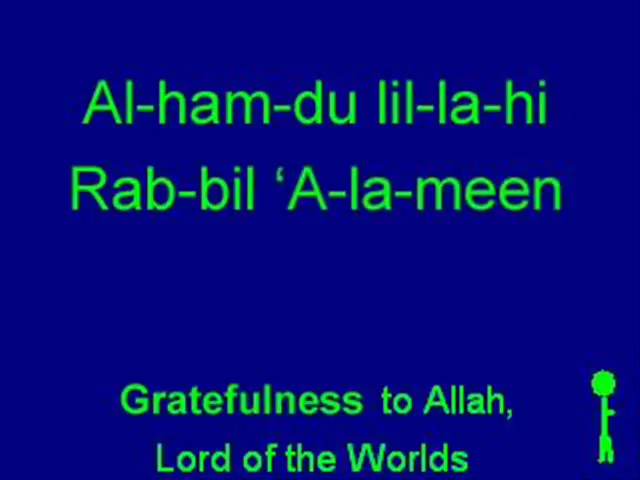 Al-ham-du lil-la-hi
Rab-bil ‘A-la-meen
Gratefulness to Allah,
Lord of the Worlds